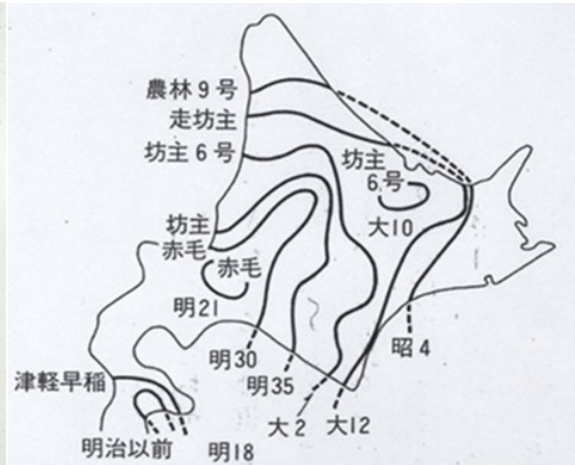 農林9号
走坊主
坊主6号
坊主
6号
大10
坊主
赤毛
赤毛
明21
明30
明35
昭4
大2
大12
津軽早稲
明治以前
明18